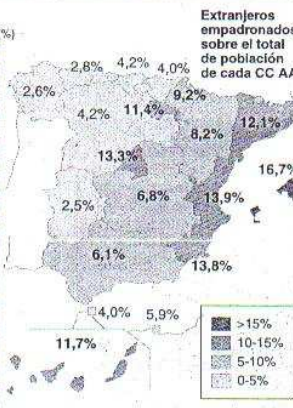 Extranjeros
empadronados
sobre el total
de población
de cada CC AA
%)
2,8% 4,2% 4,0%
2,6% 9,2%
4,2% 11,4%
8,2% 12,1%
13,3%
16,7%
6,8% 13,9%
2,5%
6,1%
13,8%
4,0% 5,9%
11,7%
>15%
10-15%
5-10%
0-5%